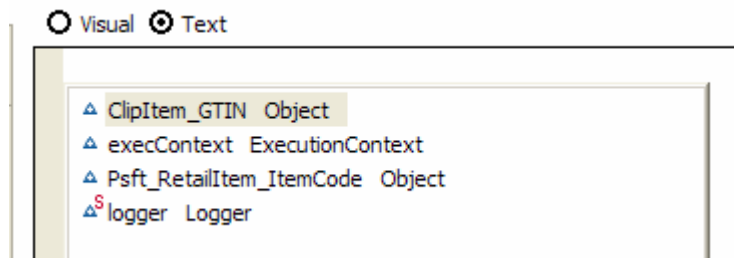 Visual Text
ClipItem_GTIN Object
execContext ExecutionContext
Psft_RetailItem_ItemCode Object
S logger Logger